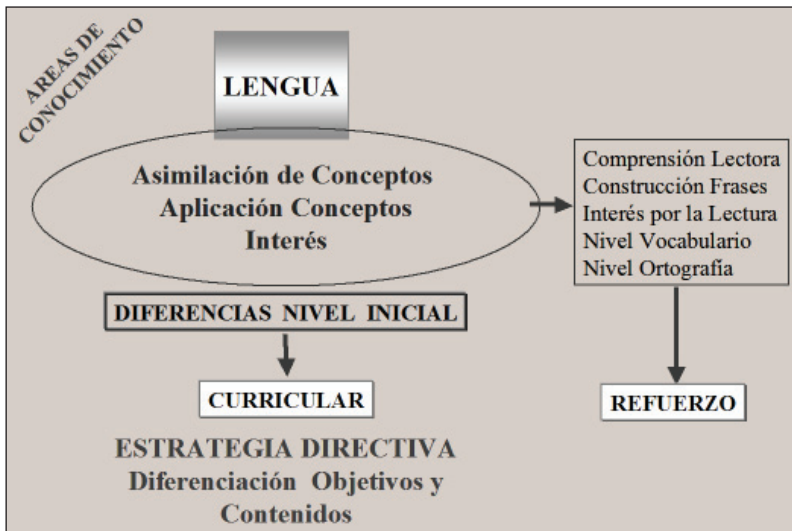 AREAS DE
CONOCIMIENTO
LENGUA
Asimilación de Conceptos
Aplicación Conceptos
Interés
Comprensión Lectora
Construcción Frases
Interés por la Lectura
Nivel Vocabulario
Nivel Ortografía
DIFERENCIAS NIVEL INICIAL
CURRICULAR
REFUERZO
ESTRATEGIA DIRECTIVA
Diferenciación Objetivos y
Contenidos